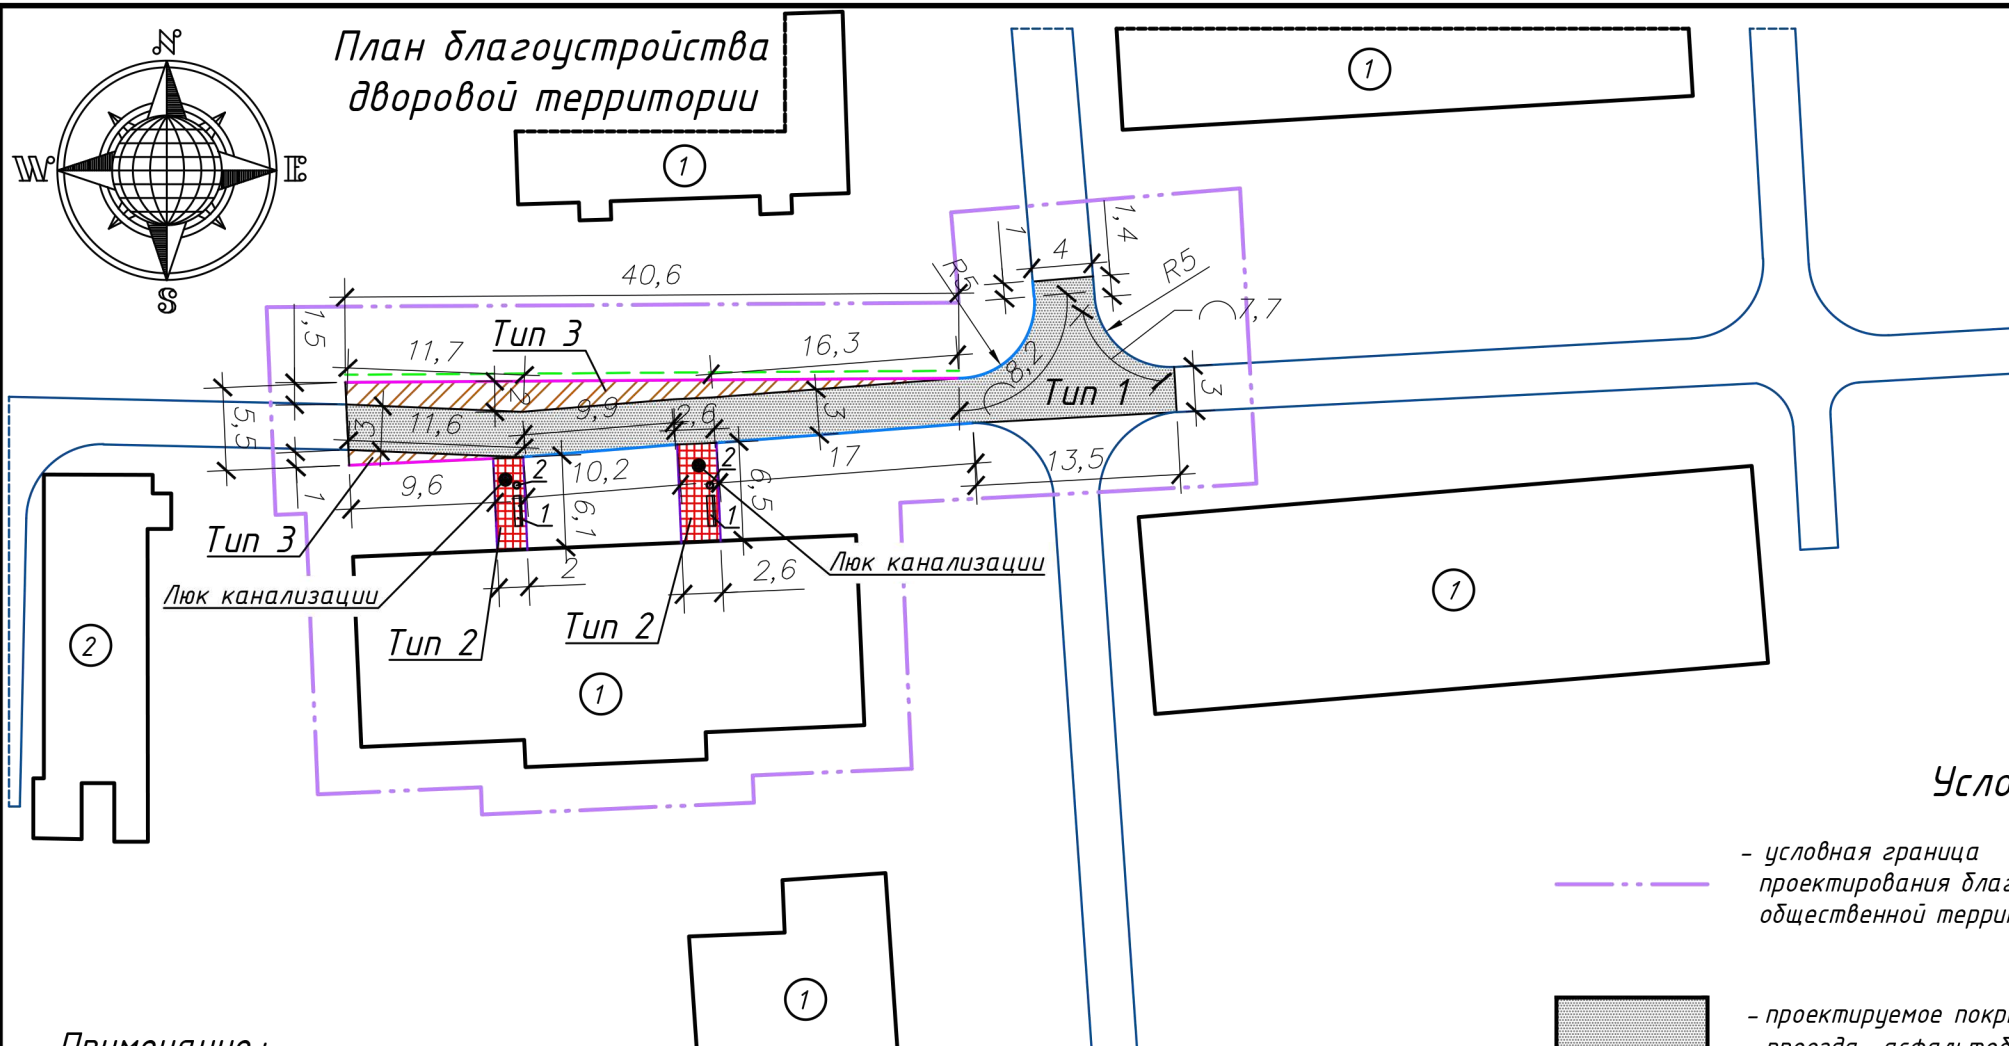 План благоустройства
дворовой территории
N
W
E
S
1
1
40,6
1
4
1,4
R5
R5
7,7
1,5
Тип 3
11,7
16,3
8,2
Тип 1
3
5,5
3
11,6
2
9,9
2,6
3
1
9,6
2
10,2
2
17
13,5
1
6,1
1
6,5
Тип 3
Люк канализации
2
2,6
Люк канализации
Тип 2
Тип 2
1
2
1
1
Усло
- условная граница
проектирования благ
общественной
- проектируемое
Примечание: